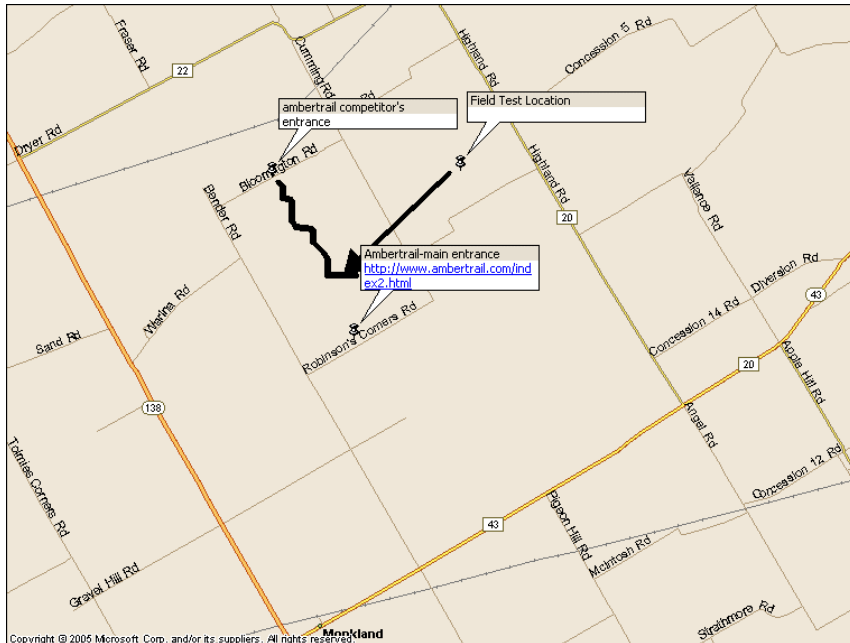 Fraser Rd
Cumming Rd
Highland Rd
Concession 5 Rd
22
ambertrail competitor's
entrance
Field Test Location
Dryer Rd
Bloomington Rd
Highland Rd
Bender Rd
Valiance Rd
20
Ambertrail-main entrance
http://www.ambertrail.com/ind
ex2.html
Diversion Rd
43
Warina Rd
Sand Rd
Robinson's Corners Rd
Concession 14 Rd
20
Apple Hill Rd
138
Angel Rd
Tolmies Corners Rd
Concession 12 Rd
43
Pigeon Hill Rd
McIntosh Rd
Gravel Hill Rd
Strathmore Rd
Monkland
Copyright © 2005 Microsoft Corp. and/or its suppliers. All rights reserved.